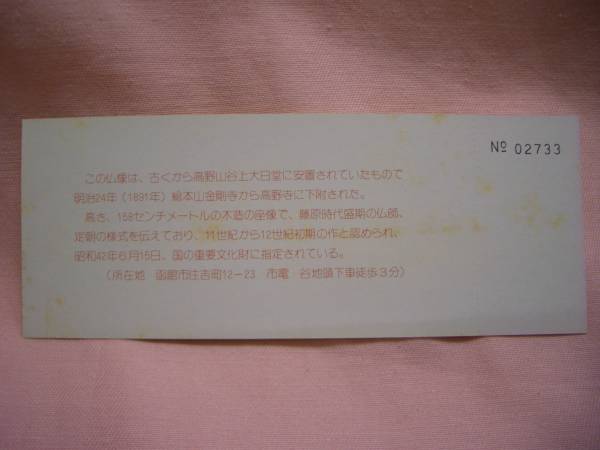 № 02733
この仏像は、古くから高野山谷上大日堂に安置されていたもので
明治24年（1891年）総本山金剛寺から高野寺に下附された。
高さ、158センチメートルの木造の座像で、藤原時代盛期の仏師、
定朝の様式を伝えており、11世紀から12世紀初期の作と認められ、
昭和42年6月15日、国の重要文化財に指定されている。
（所在地　函館市住吉町12－23　市電　谷地頭下車徒歩3分）